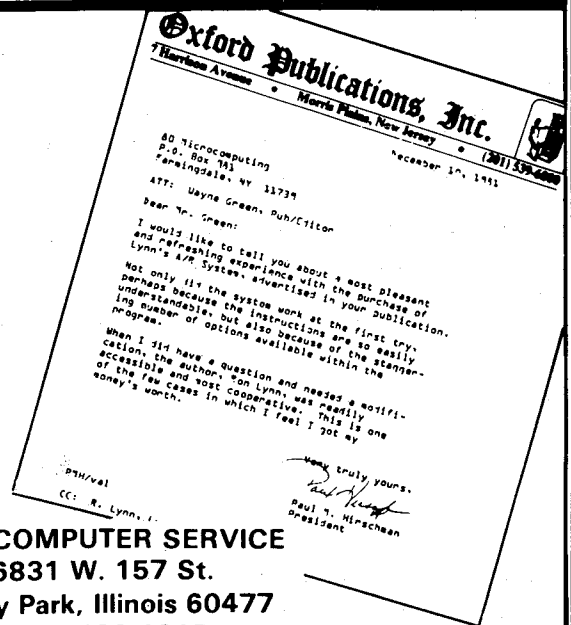 Oxford Publications, Inc.
Harrison Avenue • Morris Plains, New Jersey • (201) 539-
80 Microcomputing
P.O. Box
Farmingdale, NY 11739
ATT: Wayne Green, Pub/Editor
Dear Mr. Green:
I would like to tell you about a most pleasant
and refreshing experience with the purchase of
Lynn's A/R System, advertised in your publication.
Not only did the system work at the first try,
perhaps because the instructions are so easily
understandable, but also because of the stagger-
ing number of options available within the
program.
When I did have a question and needed a modifi-
cation, the author, Ron Lynn, was readily
accessible and most cooperative. This is one
of the few cases in which I feel I got my
money's worth.
Very truly yours,
Paul Hirschman
President
CC: R. Lynn,
COMPUTER SERVICE
6831 W. 157 St.
y Park, Illinois 60477